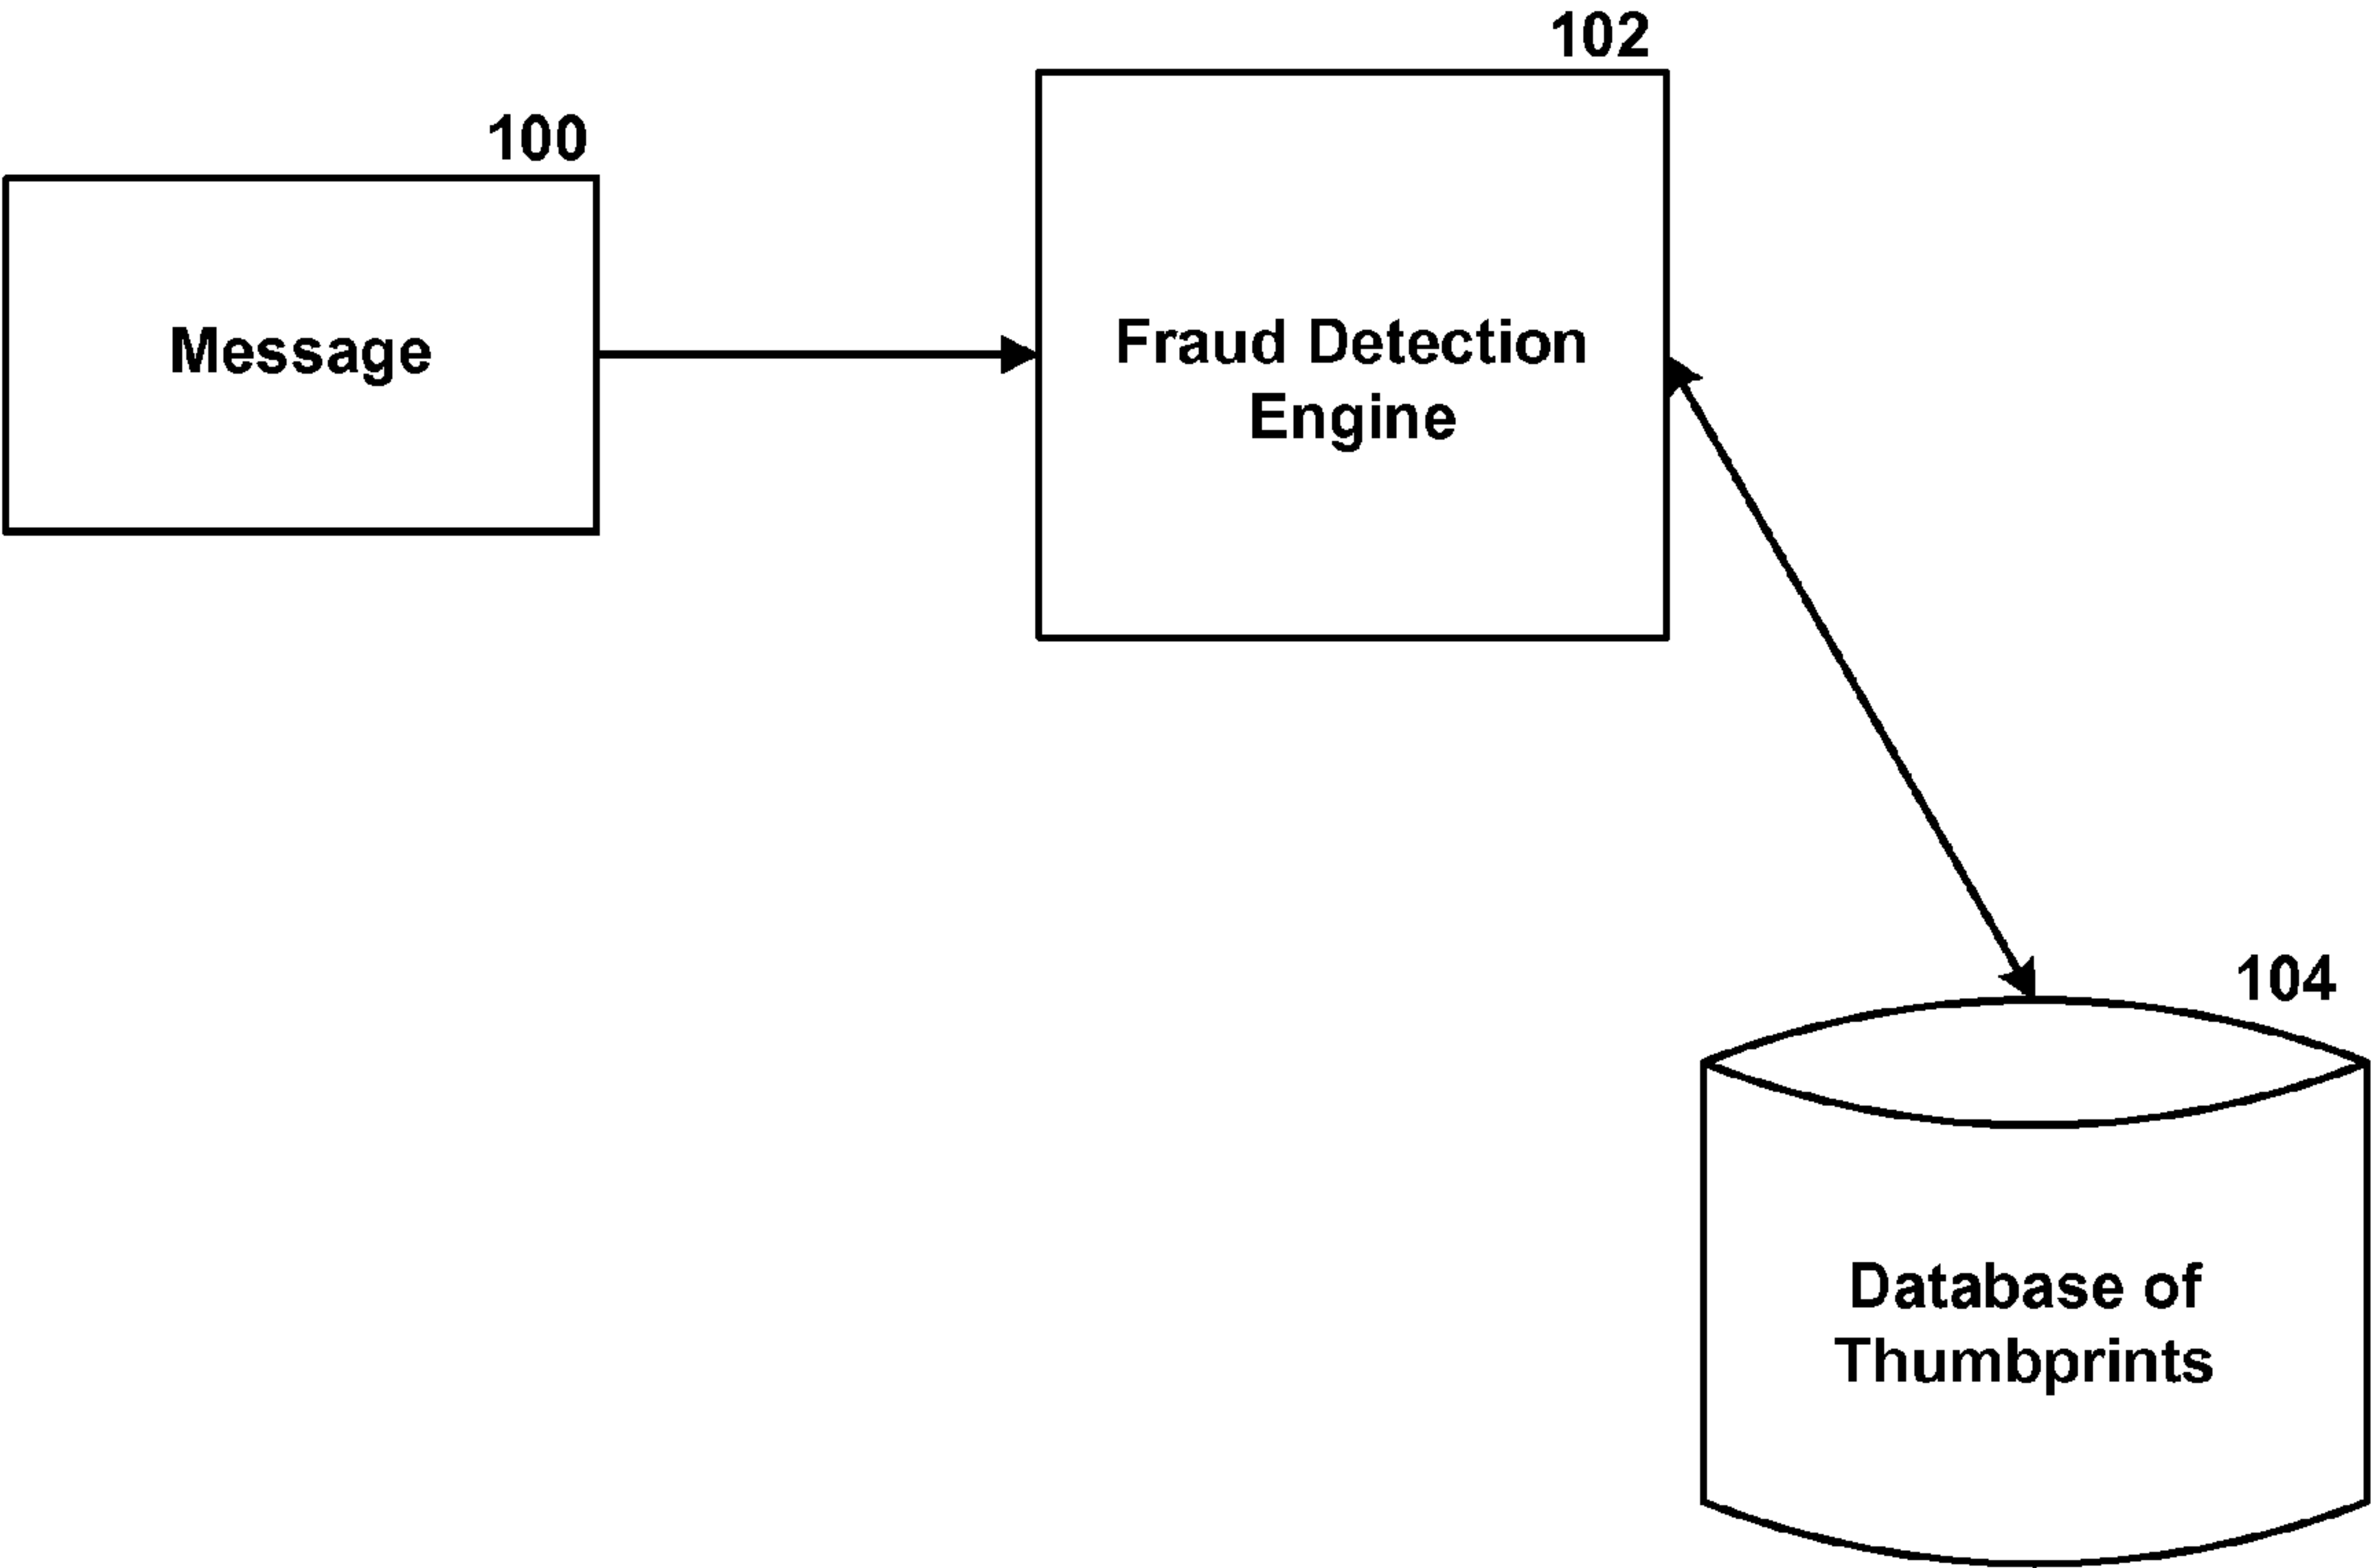 102
100
Message
Fraud Detection
Engine
104
Database of
Thumbprints